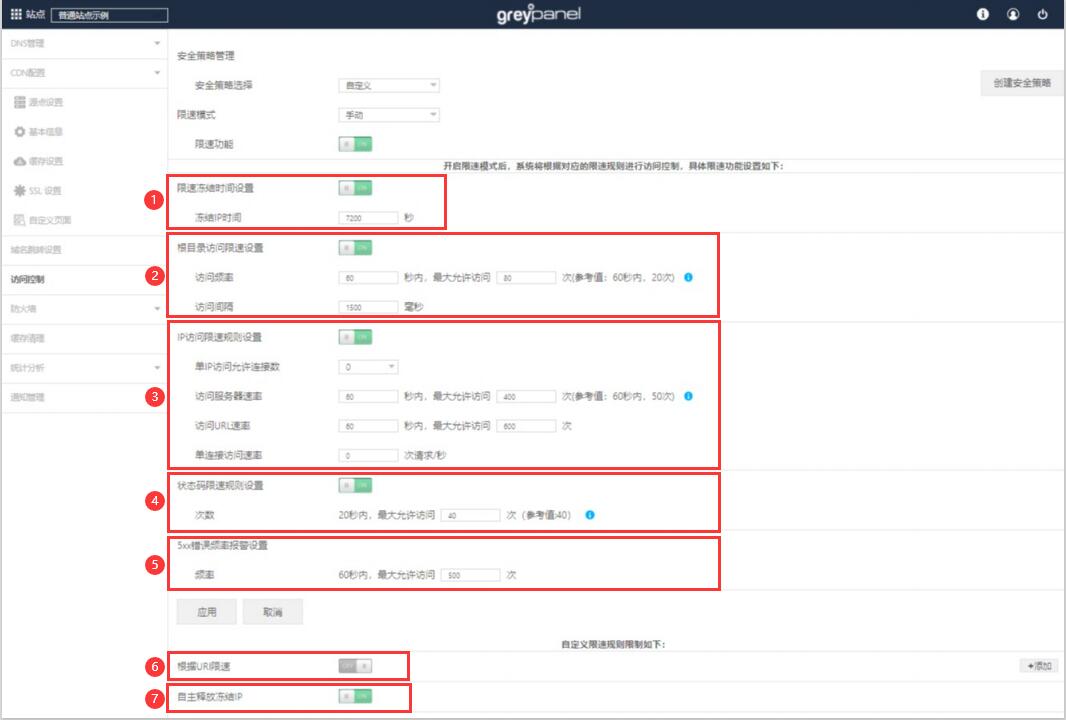 站点 普通站点示例 greypanel
DNS管理
CDN配置
源点设置
基本信息
缓存设置
SSL 设置
自定义页面
域名跳转设置
访问控制
防火墙
缓存清理
统计分析
通知管理
安全策略管理
安全策略选择 自定义 创建安全策略
限速模式 手动
限速功能 ON
开启限速模式后，系统将根据对应的限速规则进行访问控制，具体限速功能设置如下：
1 限速冻结时间设置 ON
冻结IP时间 7200 秒
根目录访问限速设置 ON
2 访问频率 60 秒内，最大允许访问 80 次(参考值：60秒内，20次)
访问间隔 1500 毫秒
IP访问限速规则设置 ON
单IP访问允许连接数 0
3 访问服务器速率 60 秒内，最大允许访问 400 次(参考值：60秒内，50次)
访问URL速率 60 秒内，最大允许访问 600 次
单连接访问速率 0 次请求/秒
4 状态码限速规则设置 ON
次数 20秒内，最大允许访问 40 次（参考值:40）
5 5xx错误频率报警设置
频率 60秒内，最大允许访问 500 次
应用 取消
自定义限速规则限制如下：
6 根据URI限速 OFF +添加
7 自主释放冻结IP ON